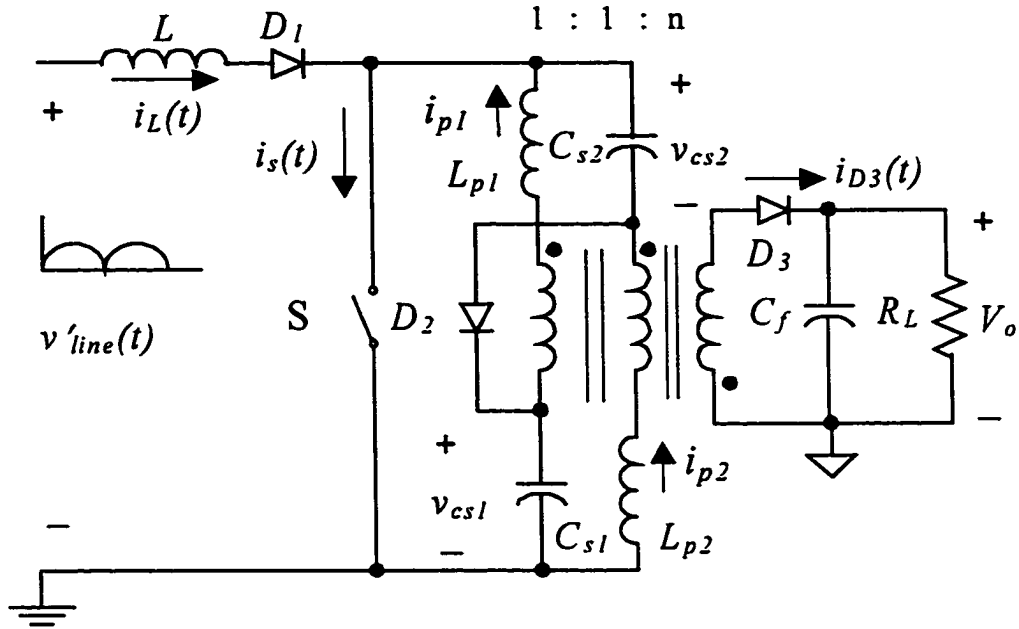 1 : 1 : n
L
D1
+
iL(t)
is(t)
ip1
Lp1
Cs2
+
vcs2
−
iD3(t)
D3
+
v'line(t)
S
D2
Cf
RL
Vo
−
+
vcs1
−
Cs1
ip2
Lp2
−